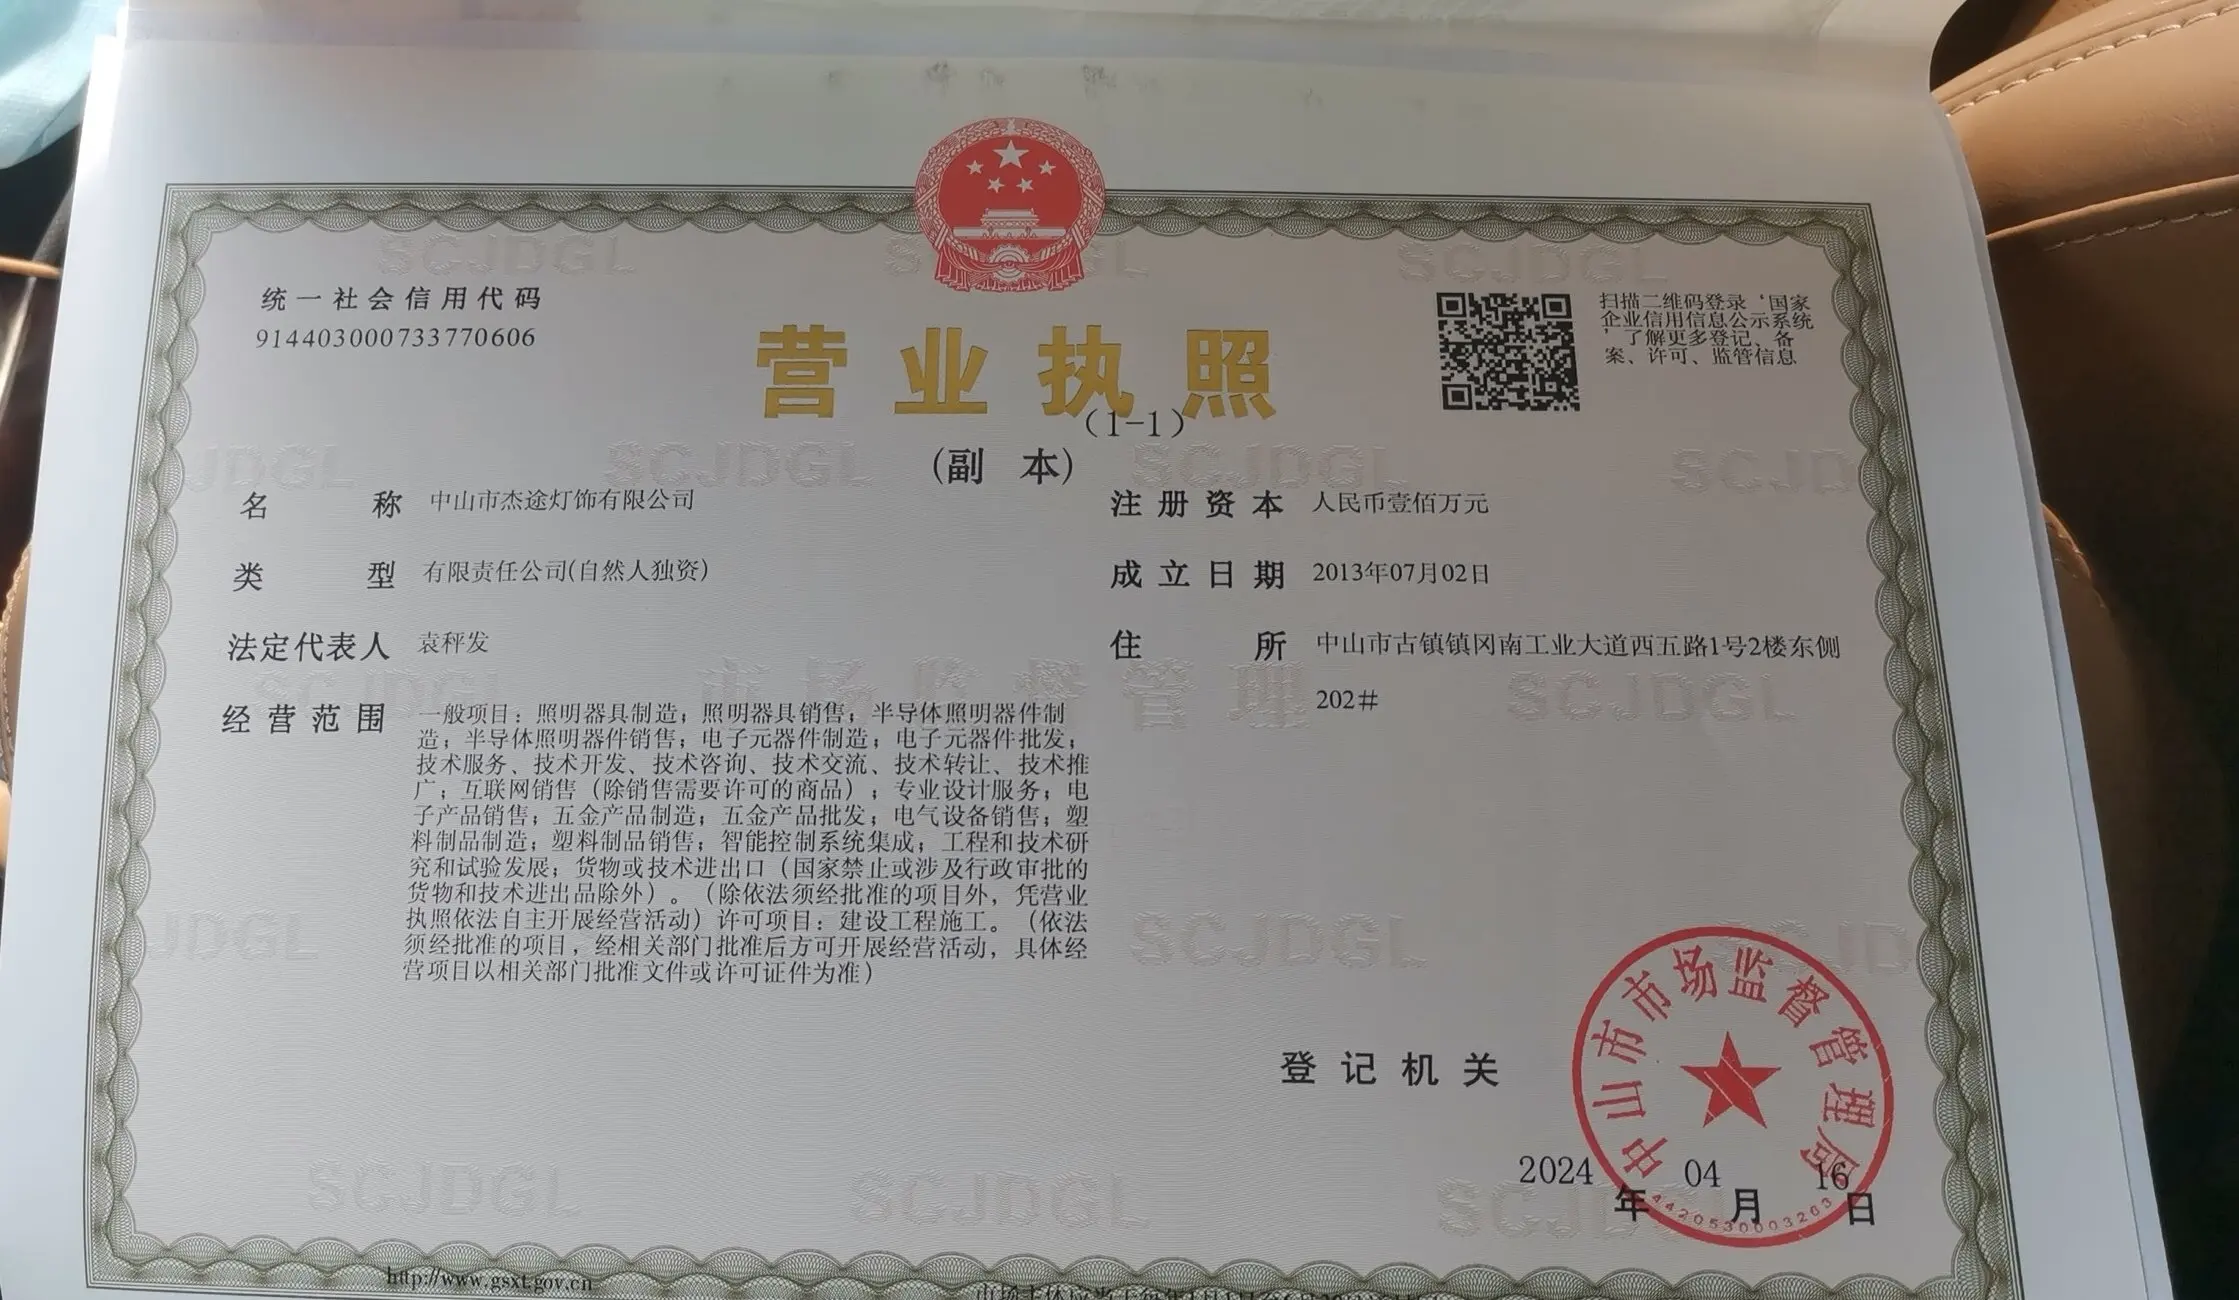 统一社会信用代码
914403000733770606
扫描二维码登录‘国家
企业信用信息公示系统
’了解更多登记、备
案、许可、监管信息
营业执照
（1-1）
(副 本)
名 称 中山市杰途灯饰有限公司
注册资本 人民币壹佰万元
类 型 有限责任公司(自然人独资)
成立日期 2013年07月02日
法定代表人 袁秤发
住 所 中山市古镇镇冈南工业大道西五路1号2楼东侧
202#
经营范围 一般项目：照明器具制造；照明器具销售；半导体照明器件制
造；半导体照明器件销售；电子元器件制造；电子元器件批发；
技术服务、技术开发、技术咨询、技术交流、技术转让、技术推
广；互联网销售（除销售需要许可的商品）；专业设计服务；电
子产品销售；五金产品制造；五金产品批发；电气设备销售；塑
料制品制造；塑料制品销售；智能控制系统集成；工程和技术研
究和试验发展；货物或技术进出口（国家禁止或涉及行政审批的
货物和技术进出品除外）。（除依法须经批准的项目外，凭营业
执照依法自主开展经营活动）许可项目：建设工程施工。（依法
须经批准的项目，经相关部门批准后方可开展经营活动，具体经
营项目以相关部门批准文件或许可证件为准）
登记机关
中山市市场监督管理局
2024年04月16日
4420530003263
http://www.gsxt.gov.cn
SCJDGL
市场监督管理